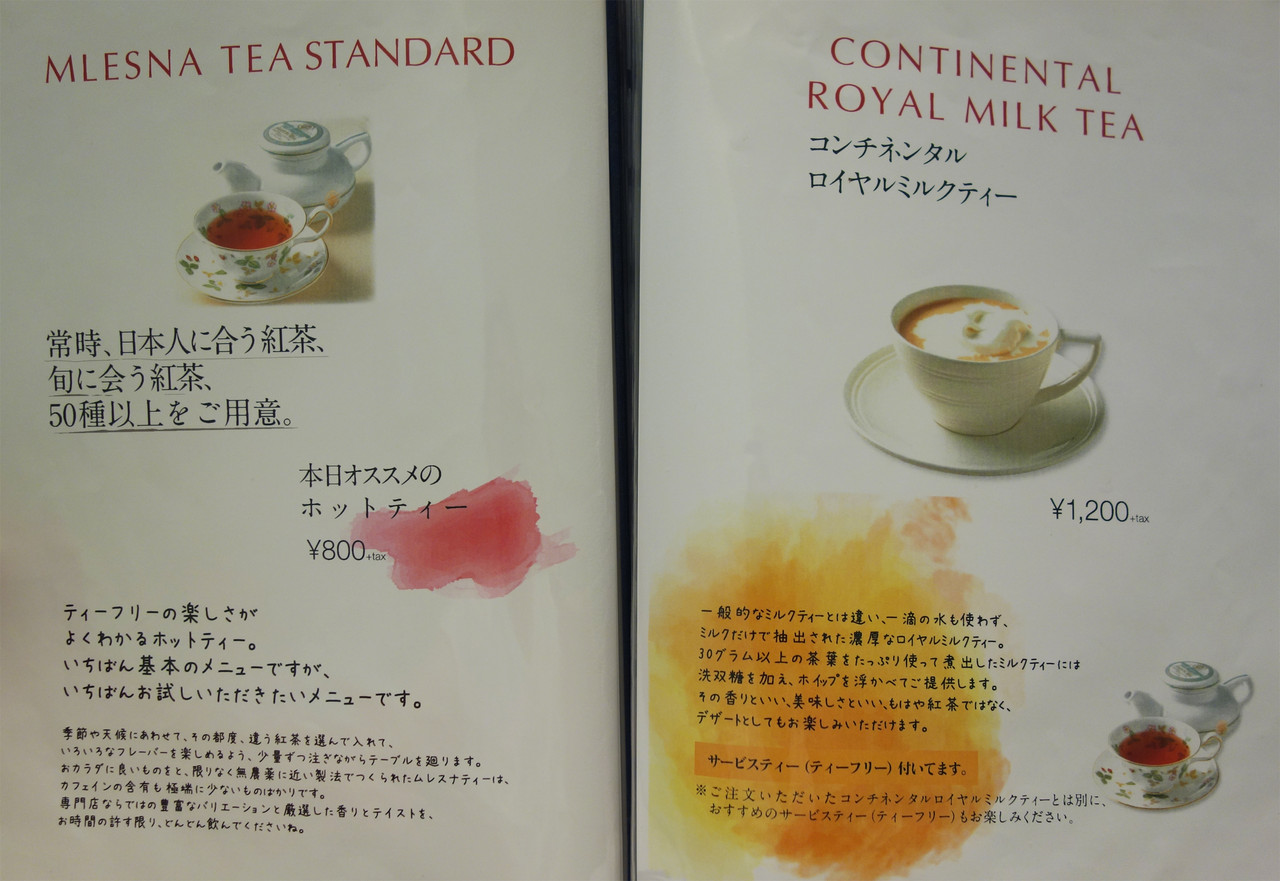 MLESNA TEA STANDARD
常時、日本人に合う紅茶、
旬に会う紅茶、
50種以上をご用意。
本日オススメの
ホットティー
¥800+tax
ティーフリーの楽しさが
よくわかるホットティー。
いちばん基本のメニューですが、
いちばんお試しいただきたいメニューです。
季節や天候にあわせて、その都度、違う紅茶を選んで入れて、
いろいろなフレーバーを楽しめるよう、少量ずつ注ぎながらテーブルを廻ります。
おカラダに良いものをと、限りなく無農薬に近い製法でつくられたムレスナティーは、
カフェインの含有も極端に少ないものばかりです。
専門店ならではの豊富なバリエーションと厳選した香りとテイストを、
お時間の許す限り、どんどん飲んでくださいね。
CONTINENTAL
ROYAL MILK TEA
コンチネンタル
ロイヤルミルクティー
¥1,200+tax
一般的なミルクティーとは違い、一滴の水も使わず、
ミルクだけで抽出された濃厚なロイヤルミルクティー。
30グラム以上の茶葉をたっぷり使って煮出したミルクティーには
洗双糖を加え、ホイップを浮かべてご提供します。
その香りといい、美味しさといい、もはや紅茶ではなく、
デザートとしてもお楽しみいただけます。
サービスティー(ティーフリー)付いてます。
※ご注文いただいたコンチネンタルロイヤルミルクティーとは別に、
おすすめのサービスティー(ティーフリー)もお楽しみください。